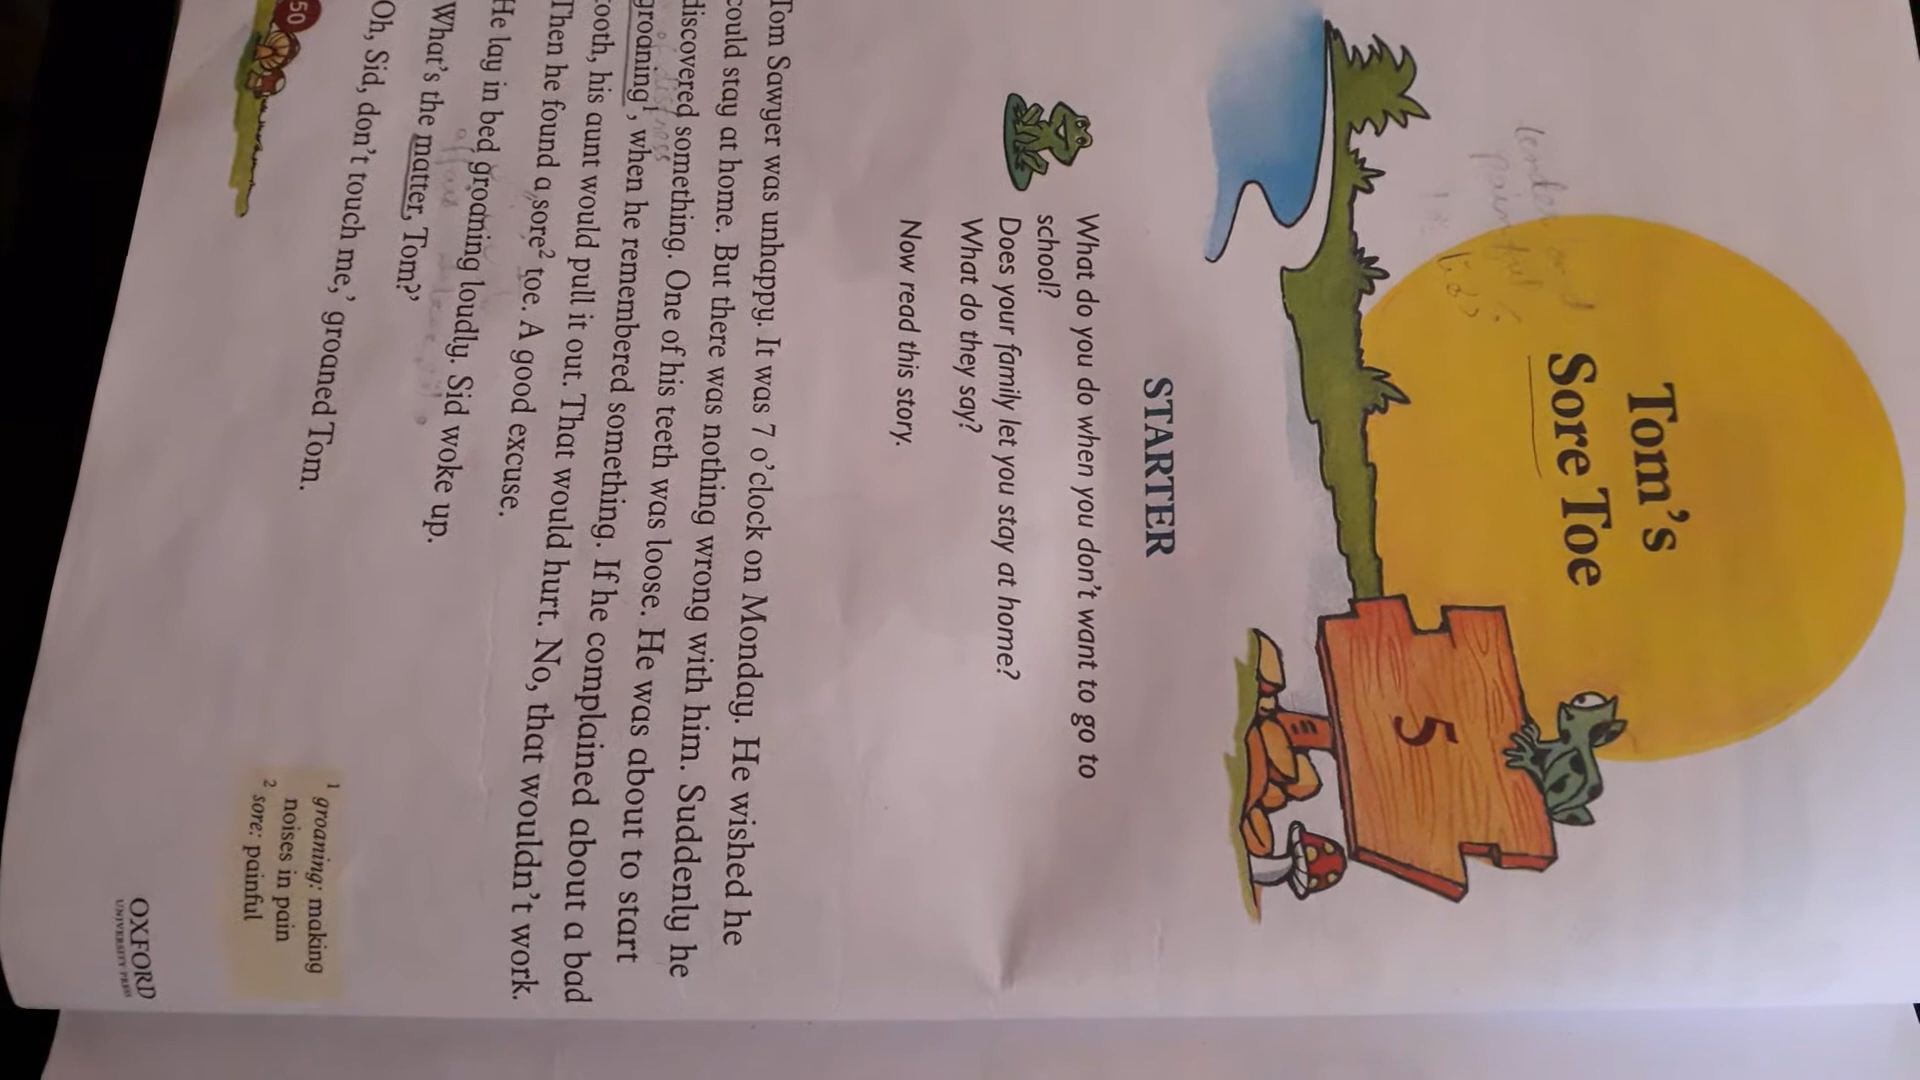 Tom's
Sore Toe
5
STARTER
What do you do when you don't want to go to
school?
Does your family let you stay at home?
What do they say?
Now read this story.
Tom Sawyer was unhappy. It was 7 o'clock on Monday. He wished he
could stay at home. But there was nothing wrong with him. Suddenly he
discovered something. One of his teeth was loose. He was about to start
groaning¹, when he remembered something. If he complained about a bad
tooth, his aunt would pull it out. That would hurt. No, that wouldn't work.
Then he found a sore² toe. A good excuse.
He lay in bed groaning loudly. Sid woke up.
What's the matter, Tom?'
Oh, Sid, don't touch me,' groaned Tom.
¹ groaning: making
noises in pain
² sore: painful
50
OXFORD
UNIVERSITY PRESS